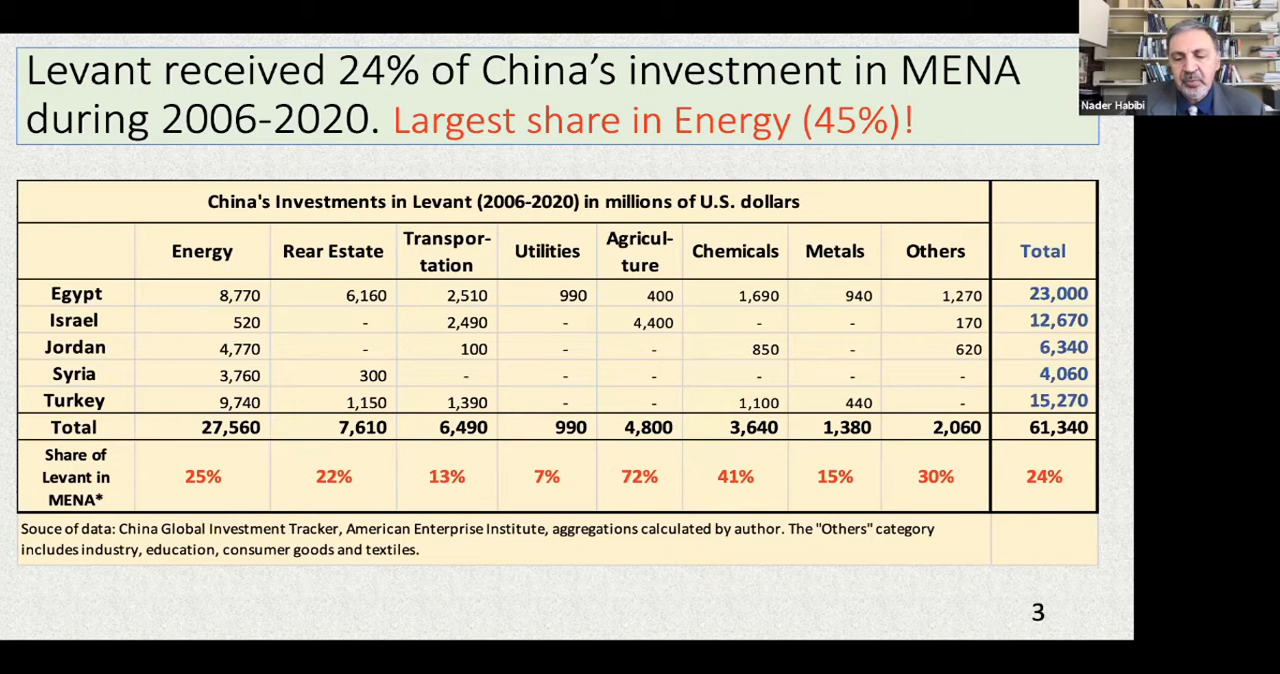 Levant received 24% of China's investment in MENA
during 2006-2020. Largest share in Energy (45%)!
Nader Habibi
China's Investments in Levant (2006-2020) in millions of U.S. dollars
Energy Rear Estate Transpor-tation Utilities Agricul-ture Chemicals Metals Others Total
Egypt 8,770 6,160 2,510 990 400 1,690 940 1,270 23,000
Israel 520 - 2,490 - 4,400 - - 170 12,670
Jordan 4,770 - 100 - - 850 - 620 6,340
Syria 3,760 300 - - - - - - 4,060
Turkey 9,740 1,150 1,390 - - 1,100 440 - 15,270
Total 27,560 7,610 6,490 990 4,800 3,640 1,380 2,060 61,340
Share of Levant in MENA* 25% 22% 13% 7% 72% 41% 15% 30% 24%
Souce of data: China Global Investment Tracker, American Enterprise Institute, aggregations calculated by author. The "Others" category
includes industry, education, consumer goods and textiles.
3